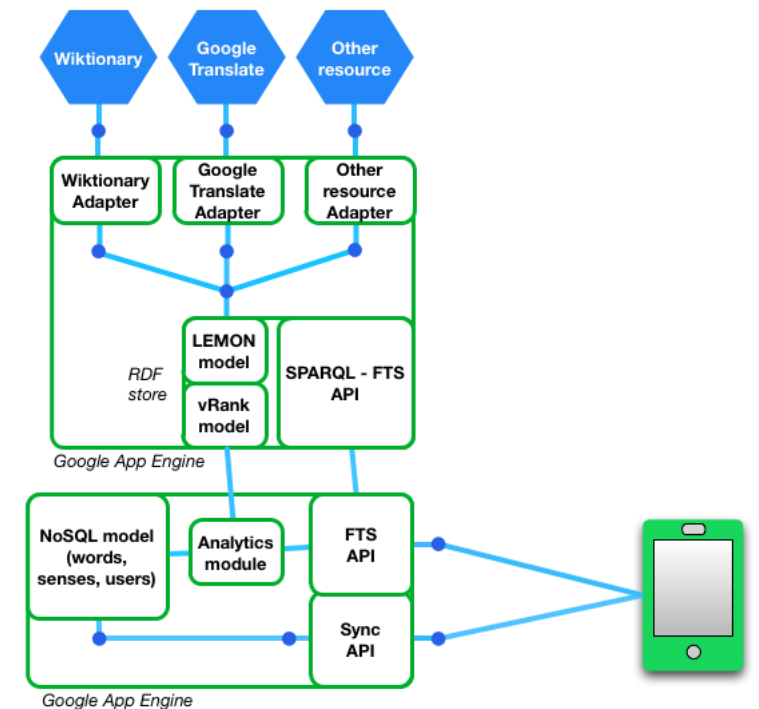 Wiktionary
Google
Translate
Other
resource
Wiktionary
Adapter
Google
Translate
Adapter
Other
resource
Adapter
LEMON
model
RDF
store
vRank
model
SPARQL - FTS
API
Google App Engine
NoSQL model
(words,
senses, users)
Analytics
module
FTS
API
Sync
API
Google App Engine